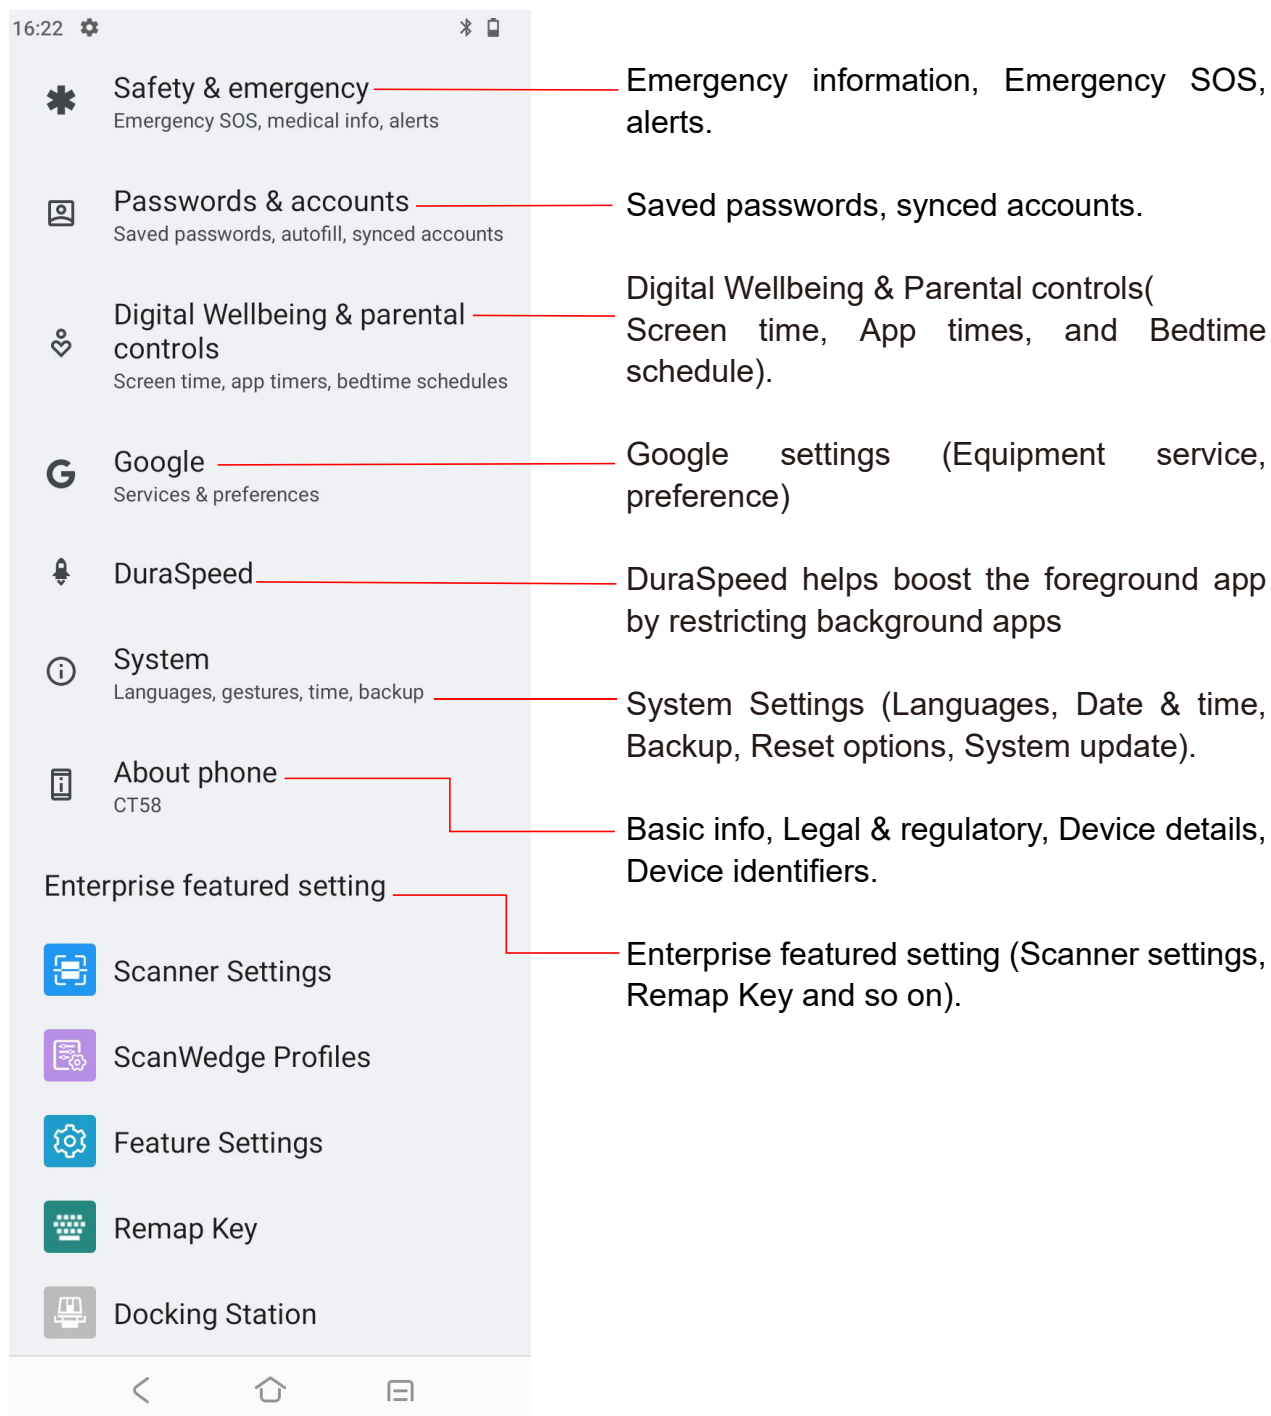 16:22
Safety & emergency
Emergency SOS, medical info, alerts
Passwords & accounts
Saved passwords, autofill, synced accounts
Digital Wellbeing & parental
controls
Screen time, app timers, bedtime schedules
Google
Services & preferences
DuraSpeed
System
Languages, gestures, time, backup
About phone
CT58
Enterprise featured setting
Scanner Settings
ScanWedge Profiles
Feature Settings
Remap Key
Docking Station
Emergency information, Emergency SOS,
alerts.
Saved passwords, synced accounts.
Digital Wellbeing & Parental controls(
Screen time, App times, and Bedtime
schedule).
Google settings (Equipment service,
preference)
DuraSpeed helps boost the foreground app
by restricting background apps
System Settings (Languages, Date & time,
Backup, Reset options, System update).
Basic info, Legal & regulatory, Device details,
Device identifiers.
Enterprise featured setting (Scanner settings,
Remap Key and so on).